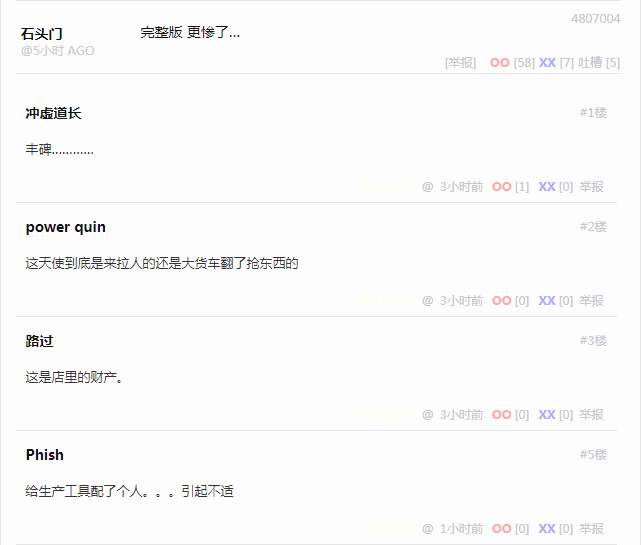 4807004
石头门
完整版 更惨了...
@5小时 AGO
[举报] OO [58] XX [7] 吐槽 [5]
冲虚道长
#1楼
丰碑…………
@ 3小时前 OO [1] XX [0] 举报
power quin
#2楼
这天使到底是来拉人的还是大货车翻了抢东西的
@ 3小时前 OO [0] XX [0] 举报
路过
#3楼
这是店里的财产。
@ 3小时前 OO [0] XX [0] 举报
Phish
#5楼
给生产工具配了个人。。。引起不适
@ 1小时前 OO [0] XX [0] 举报